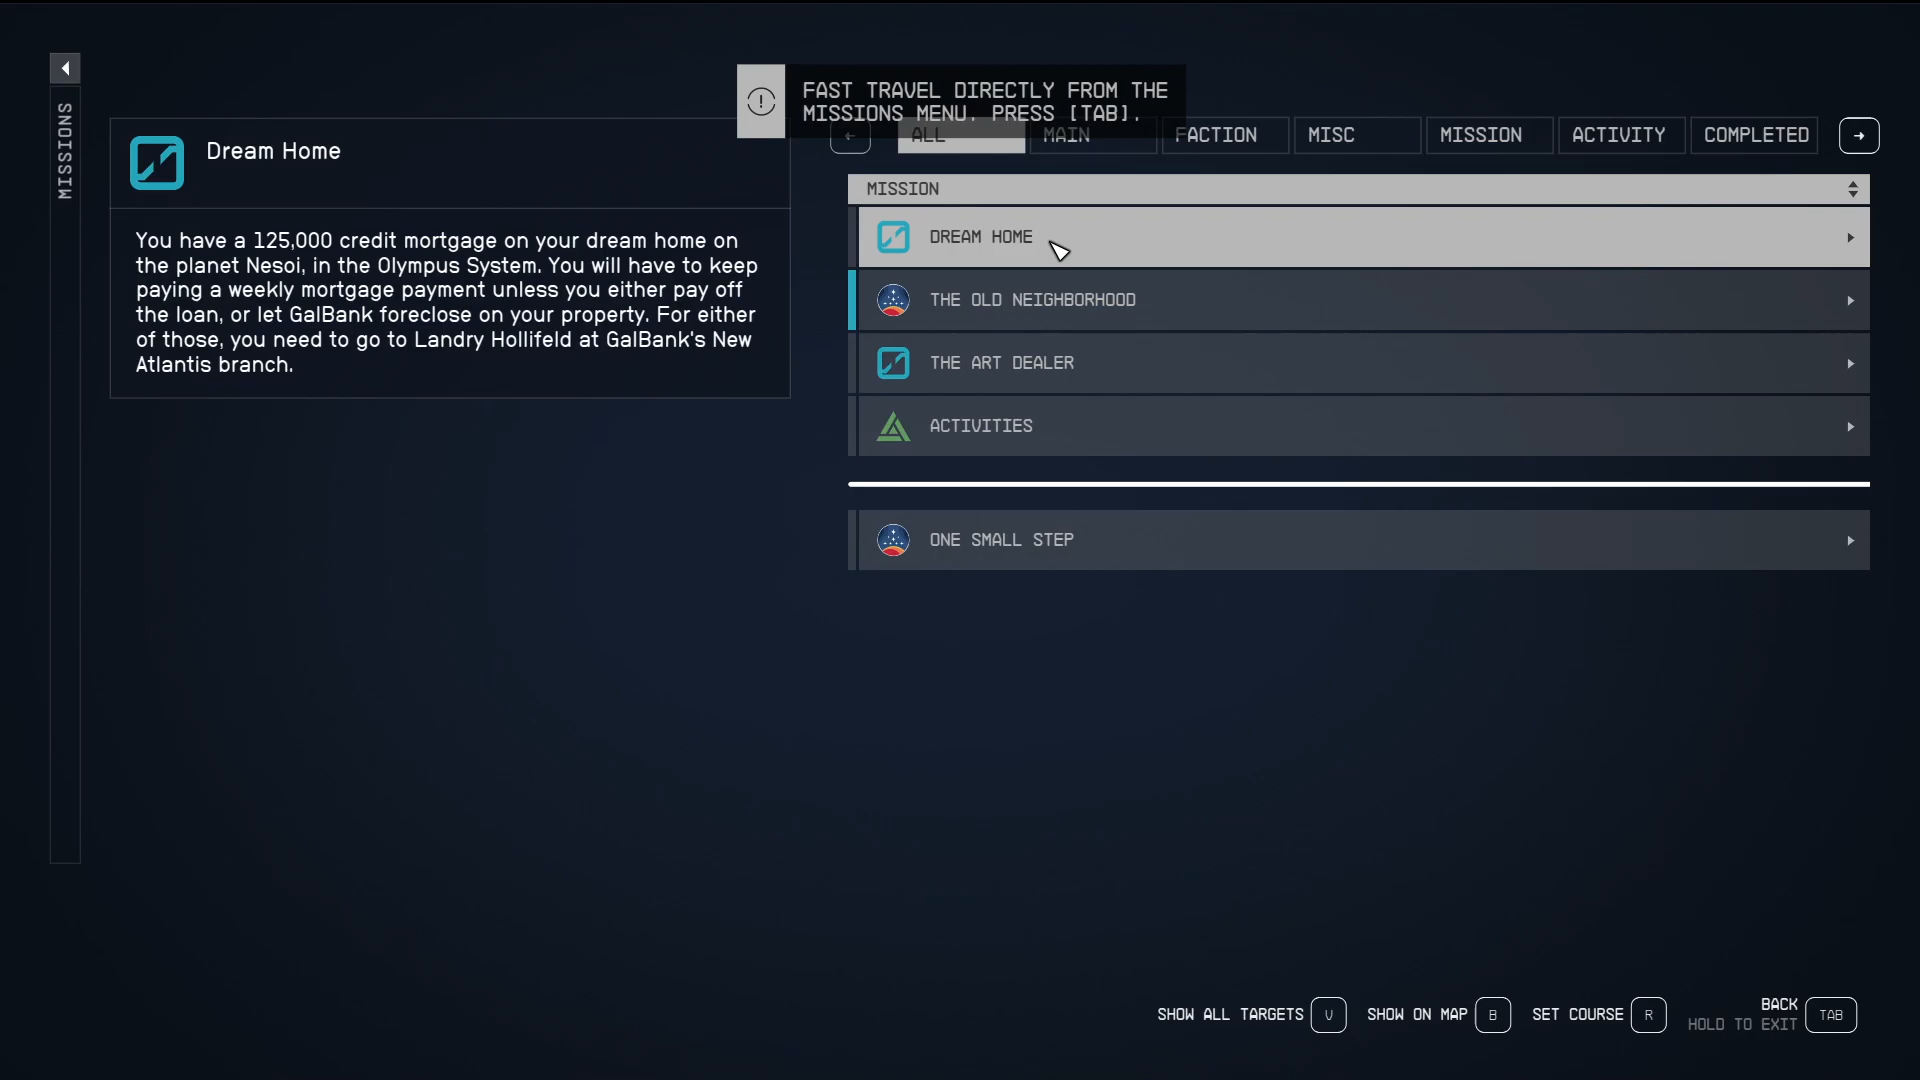 FAST TRAVEL DIRECTLY FROM THE
MISSIONS MENU. PRESS [TAB].
MISSIONS
Dream Home
You have a 125,000 credit mortgage on your dream home on
the planet Nesoi, in the Olympus System. You will have to keep
paying a weekly mortgage payment unless you either pay off
the loan, or let GalBank foreclose on your property. For either
of those, you need to go to Landry Hollifeld at GalBank's New
Atlantis branch.
ALL MAIN FACTION MISC MISSION ACTIVITY COMPLETED
MISSION
DREAM HOME
THE OLD NEIGHBORHOOD
THE ART DEALER
ACTIVITIES
ONE SMALL STEP
SHOW ALL TARGETS V SHOW ON MAP B SET COURSE R BACK TAB
HOLD TO EXIT